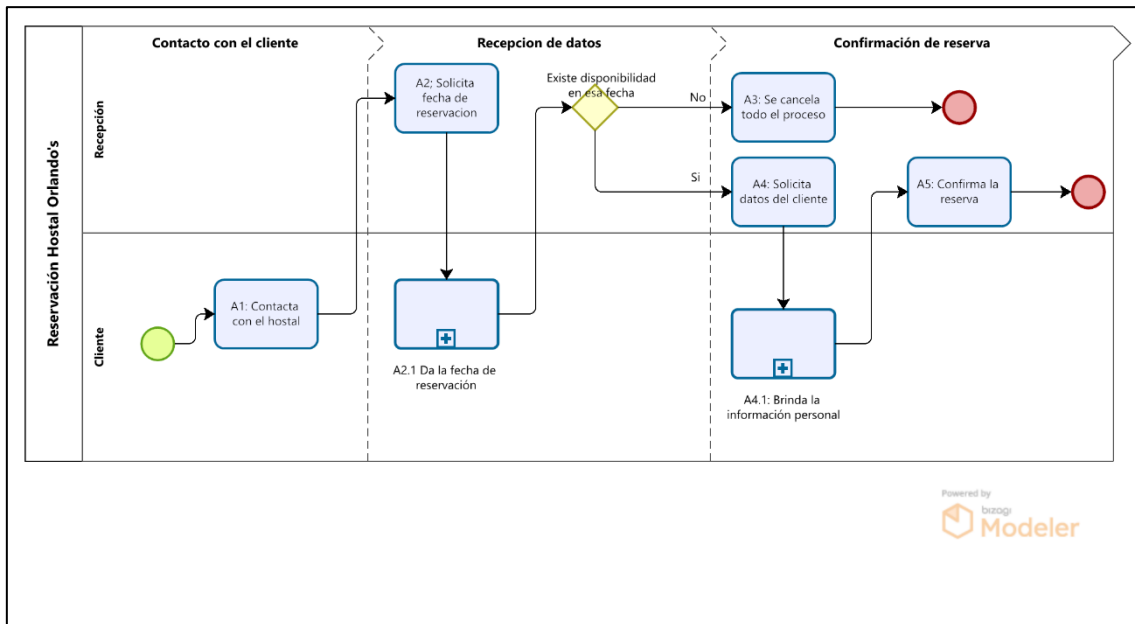 Contacto con el cliente
Recepcion de datos
Confirmación de reserva
Reservación Hostal Orlando's
Recepción
A2; Solicita
fecha de
reservacion
Existe disponibilidad
en esa fecha
No
A3: Se cancela
todo el proceso
Si
A4: Solicita
datos del cliente
A5: Confirma la
reserva
Cliente
A1: Contacta
con el hostal
A2.1 Da la fecha de
reservación
A4.1: Brinda la
información personal
Powered by
bizagi
Modeler